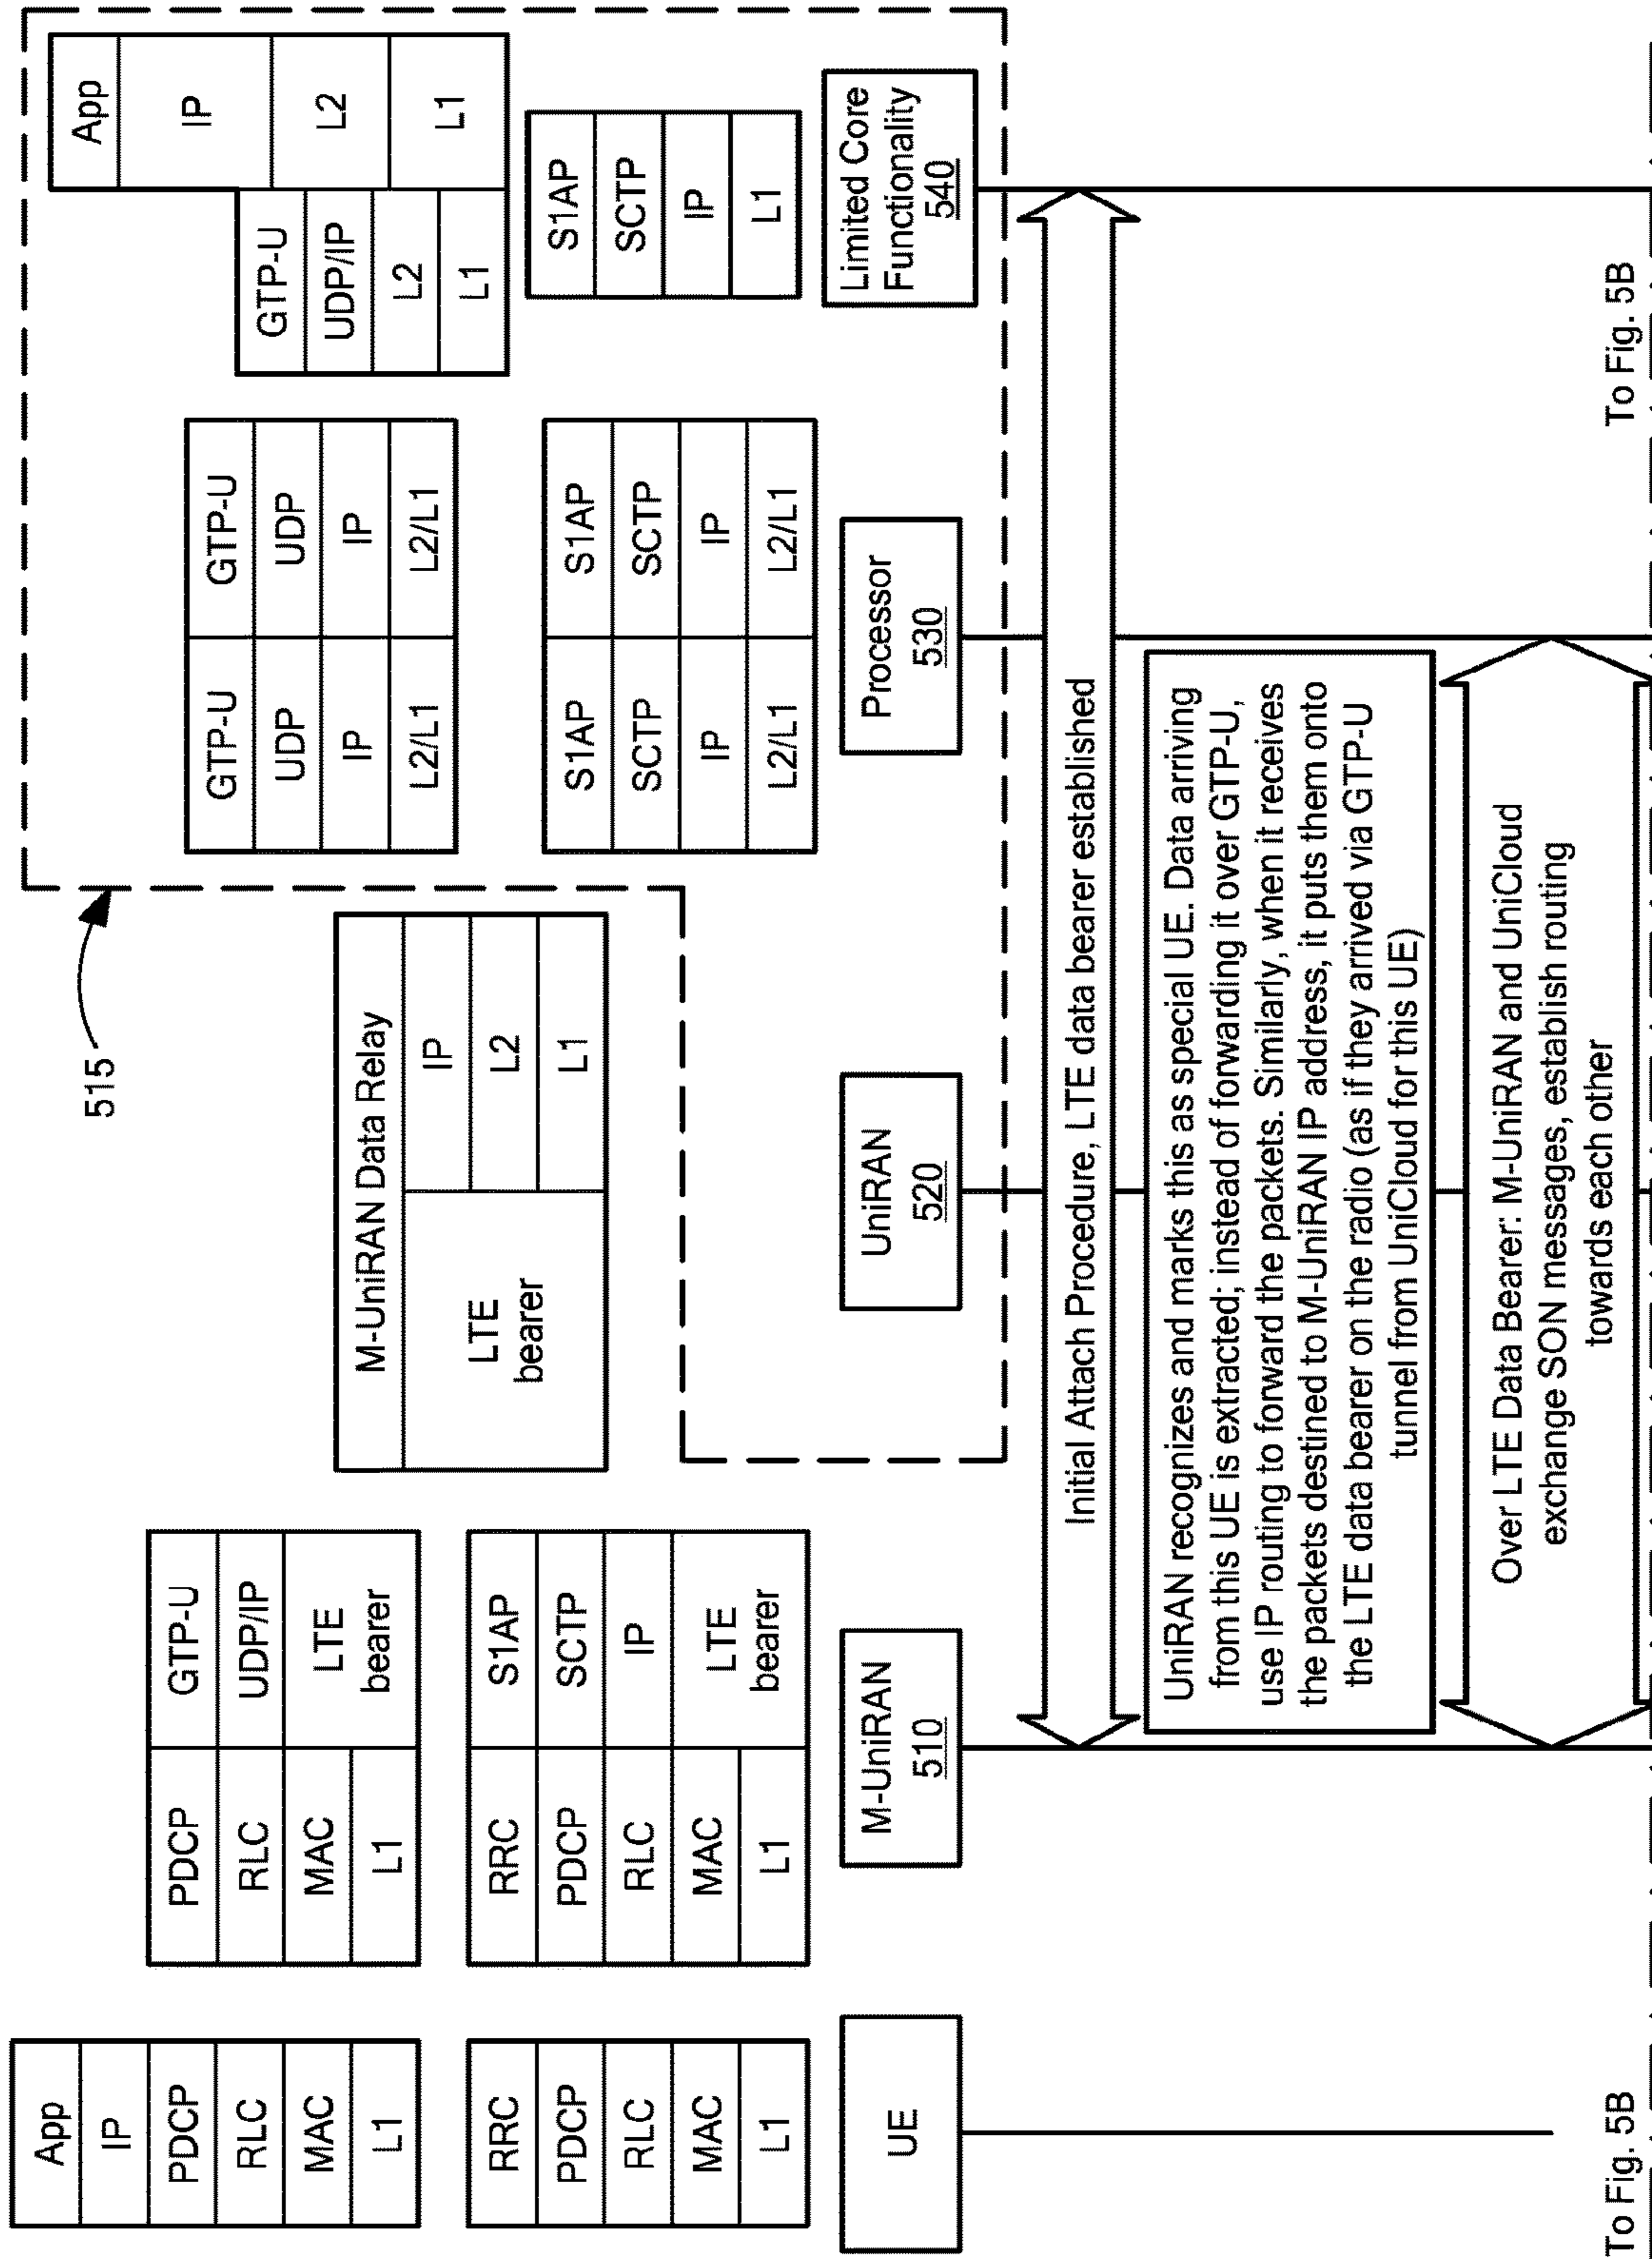 App
IP
PDCP
RLC
MAC
L1
RRC
PDCP
RLC
MAC
L1
UE
PDCP
RLC
MAC
L1
GTP-U
UDP/IP
LTE
bearer
RRC
PDCP
RLC
MAC
L1
S1AP
SCTP
IP
LTE
bearer
M-UniRAN
510
M-UniRAN Data Relay
LTE
bearer
IP
L2
L1
UniRAN
520
515
GTP-U
UDP
IP
L2/L1
GTP-U
UDP
IP
L2/L1
S1AP
SCTP
IP
L2/L1
S1AP
SCTP
IP
L2/L1
Processor
530
GTP-U
UDP/IP
L2
L1
App
IP
L2
L1
S1AP
SCTP
IP
L1
Limited Core
Functionality
540
Initial Attach Procedure, LTE data bearer established
UniRAN recognizes and marks this as special UE. Data arriving
from this UE is extracted; instead of forwarding it over GTP-U,
use IP routing to forward the packets. Similarly, when it receives
the packets destined to M-UniRAN IP address, it puts them onto
the LTE data bearer on the radio (as if they arrived via GTP-U
tunnel from UniCloud for this UE)
Over LTE Data Bearer: M-UniRAN and UniCloud
exchange SON messages, establish routing
towards each other
To Fig. 5B
To Fig. 5B